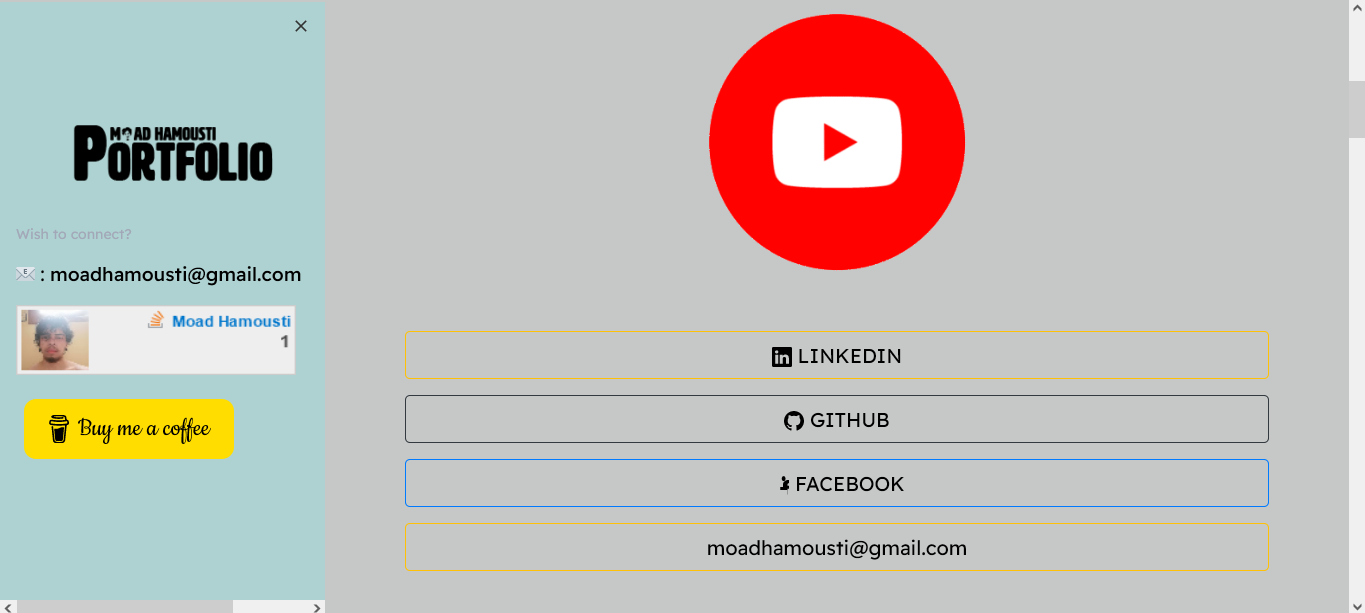 MOAD HAMOUSTI
PORTFOLIO
Wish to connect?
: moadhamousti@gmail.com
Moad Hamousti
1
Buy me a coffee
LINKEDIN
GITHUB
FACEBOOK
moadhamousti@gmail.com